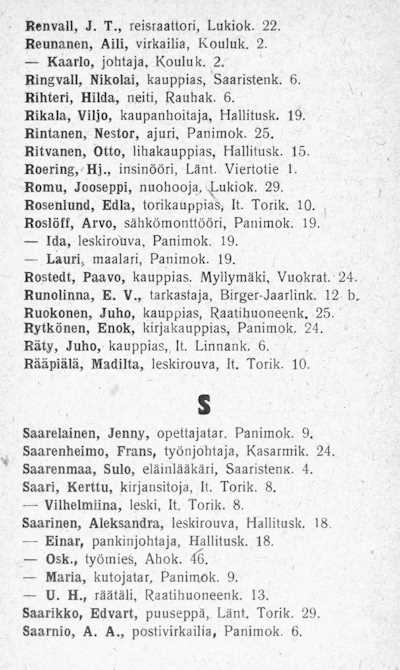 Renvall, J. T., reisraattori, Lukiok. 22.
Reunanen, Aili, virkailia, Kouluk. 2.
— Kaarlo, johtaja, Kouluk. 2.
Ringvall, Nikolai, kauppias, Saaristenk. 6.
Rihteri, Hilda, neiti, Rauhak. 6.
Rikala, Viljo, kaupanhoitaja, Hallitusk. 19.
Rintanen, Nestor, ajuri, Panimok. 25.
Ritvanen, Otto, lihakauppias, Hallitusk. 15.
Roering, Hj., insinööri, Länt. Viertotie 1.
Romu, Jooseppi, nuohooja, Lukiok. 29.
Rosenlund, Edla, torikauppias, It. Torik. 10.
Roslöff, Arvo, sähkömonttööri, Panimok. 19.
— Ida, leskirouva, Panimok. 19.
— Lauri, maalari, Panimok. 19.
Rostedt, Paavo, kauppias. Myllymäki, Vuokrat. 24.
Runolinna, E. V., tarkastaja, Birger-Jaarlink. 12 b.
Ruokonen, Juho, kauppias, Raatihuoneenk. 25.
Rytkönen, Enok, kirjakauppias, Panimok. 24.
Räty, Juho, kauppias, It. Linnank. 6.
Rääpiälä, Madilta, leskirouva, It. Torik. 10.
S
Saarelainen, Jenny, opettajatar. Panimok. 9.
Saarenheimo, Frans, työnjohtaja, Kasarmik. 24.
Saarenmaa, Sulo, eläinlääkäri, Saaristenk. 4.
Saari, Kerttu, kirjansitoja, It. Torik. 8.
— Vilhelmiina, leski, It. Torik. 8.
Saarinen, Aleksandra, leskirouva, Hallitusk. 18.
— Einar, pankinjohtaja, Hallitusk. 18.
— Osk., työmies, Ahok. 46.
— Maria, kutojatar, Panimok. 9.
— U. H., räätäli, Raatihuoneenk. 13.
Saarikko, Edvart, puuseppä, Länt. Torik. 29.
Saarnio, A. A., postivirkailia, Panimok. 6.